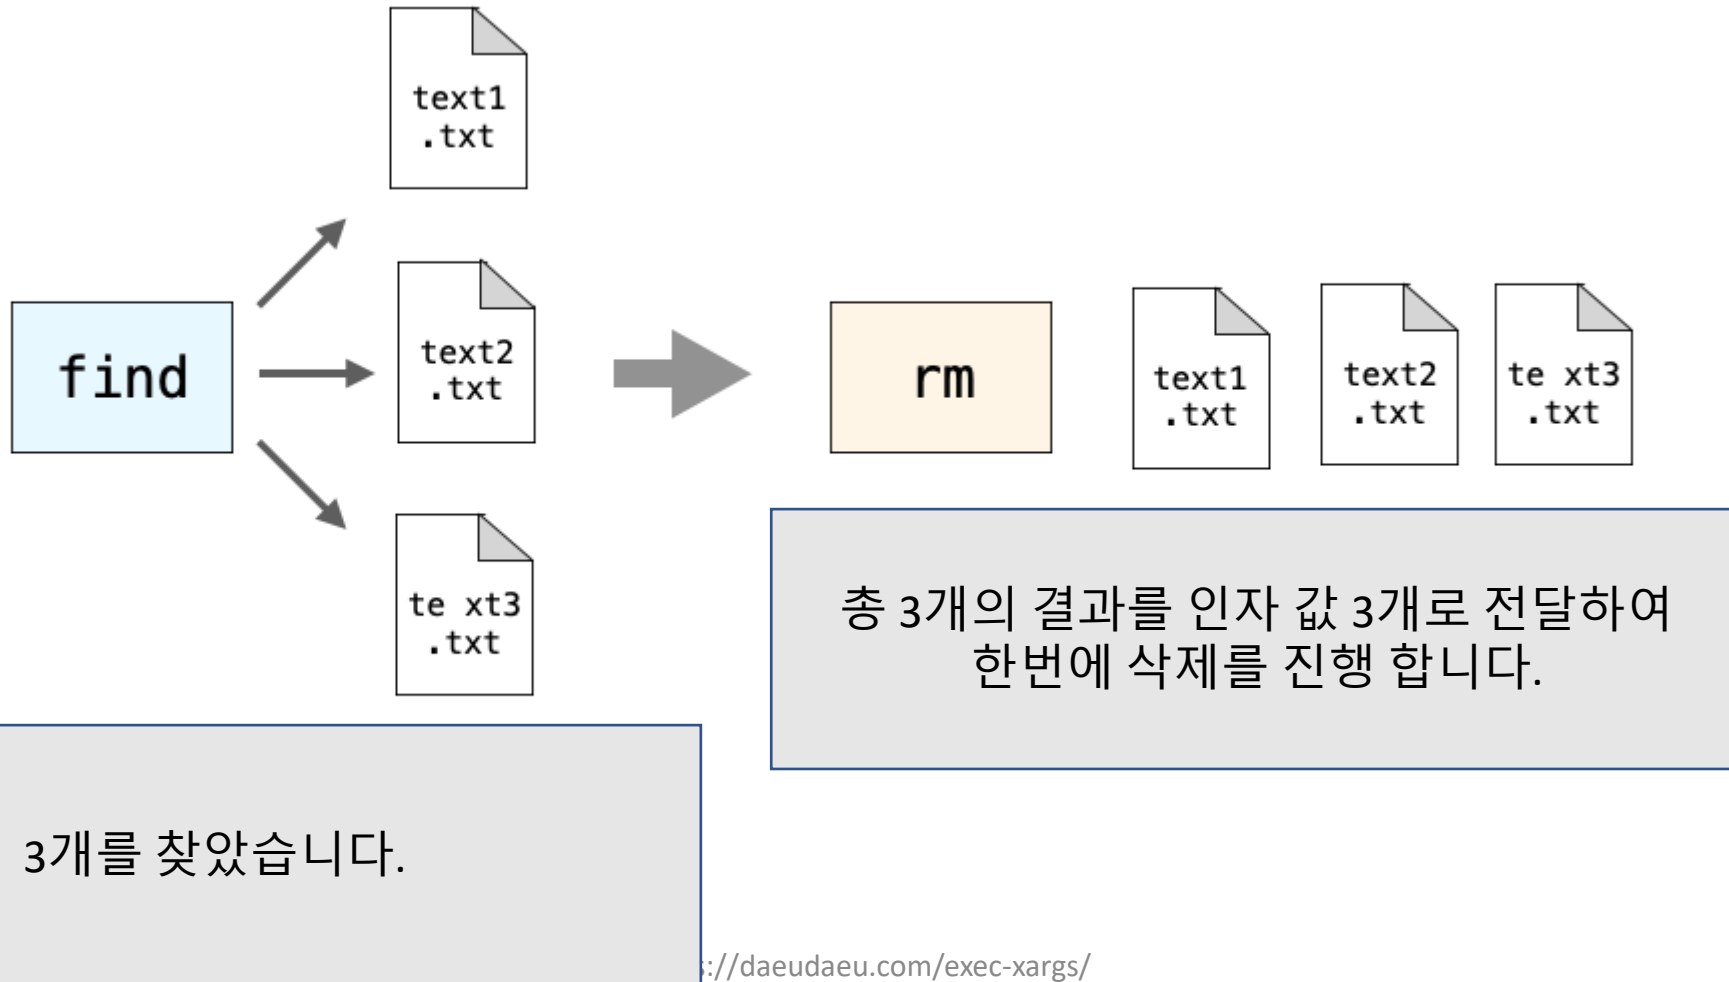 text1
.txt
find
text2
.txt
te xt3
.txt
rm
text1
.txt
text2
.txt
te xt3
.txt
총 3개의 결과를 인자 값 3개로 전달하여
한번에 삭제를 진행 합니다.
3개를 찾았습니다.
://daeudaeu.com/exec-xargs/